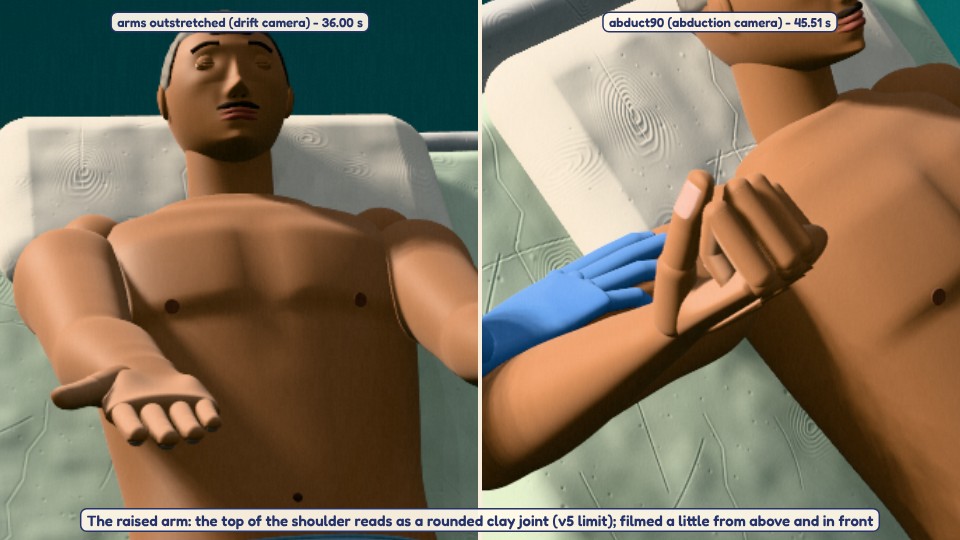 arms outstretched (drift camera) - 36.00 s
abduct90 (abduction camera) - 45.51 s
The raised arm: the top of the shoulder reads as a rounded clay joint (v5 limit); filmed a little from above and in front